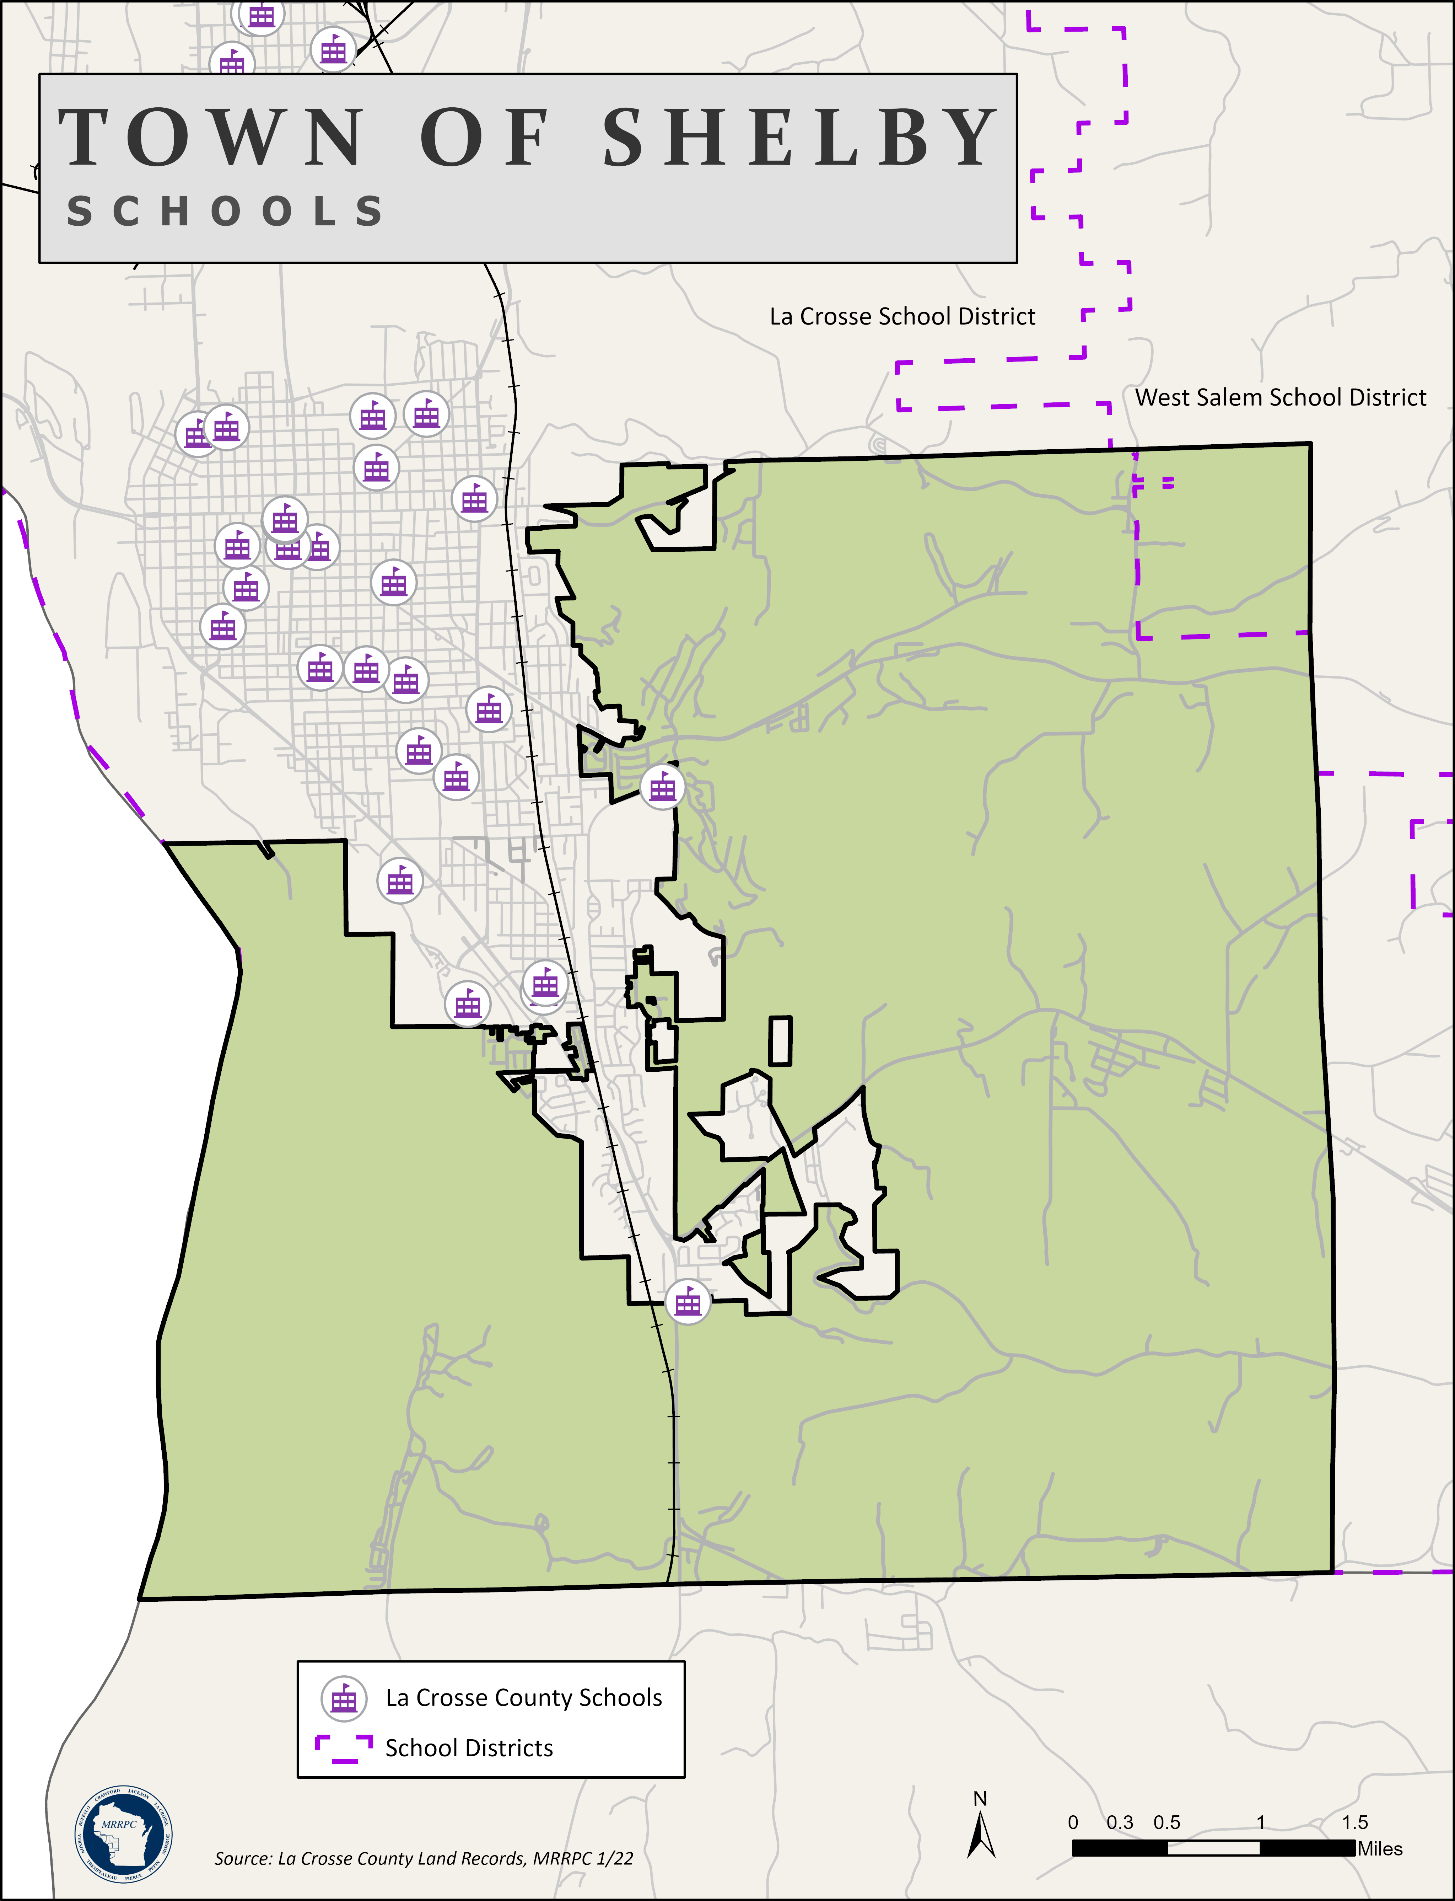 TOWN OF SHELBY
SCHOOLS
La Crosse School District
West Salem School District
La Crosse County Schools
School Districts
MRRPC
Source: La Crosse County Land Records, MRRPC 1/22
N
0 0.3 0.5 1 1.5
Miles